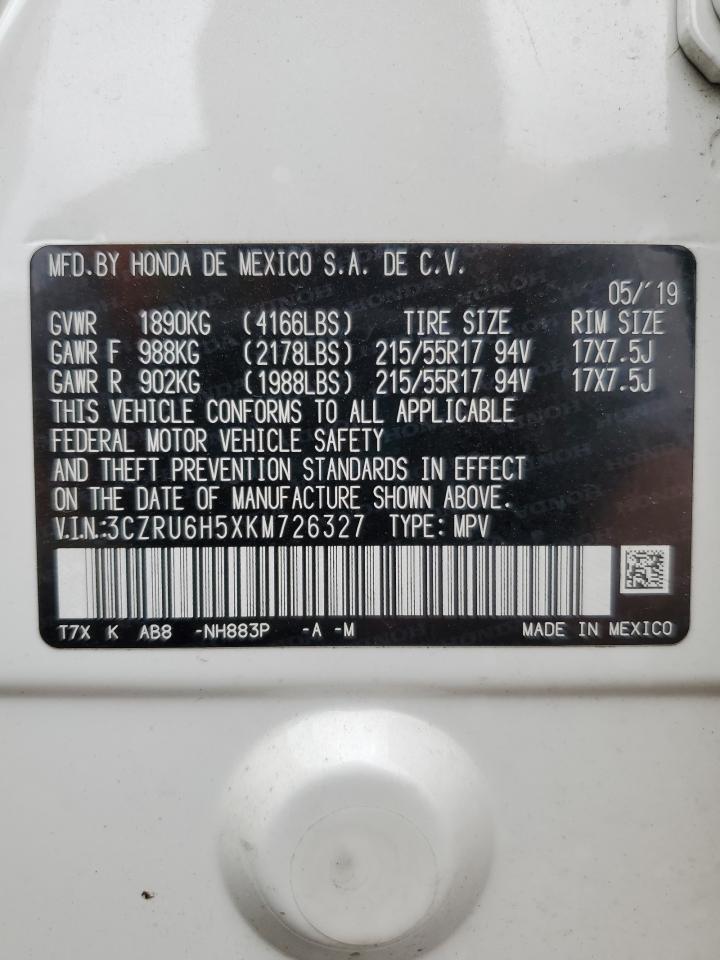 MFD.BY HONDA DE MEXICO S.A. DE C.V.
05/'19
GVWR 1890KG (4166LBS) TIRE SIZE RIM SIZE
GAWR F 988KG (2178LBS) 215/55R17 94V 17X7.5J
GAWR R 902KG (1988LBS) 215/55R17 94V 17X7.5J
THIS VEHICLE CONFORMS TO ALL APPLICABLE
FEDERAL MOTOR VEHICLE SAFETY
AND THEFT PREVENTION STANDARDS IN EFFECT
ON THE DATE OF MANUFACTURE SHOWN ABOVE.
V.I.N.:3CZRU6H5XKM726327 TYPE: MPV
T7X K AB8 -NH883P -A -M MADE IN MEXICO